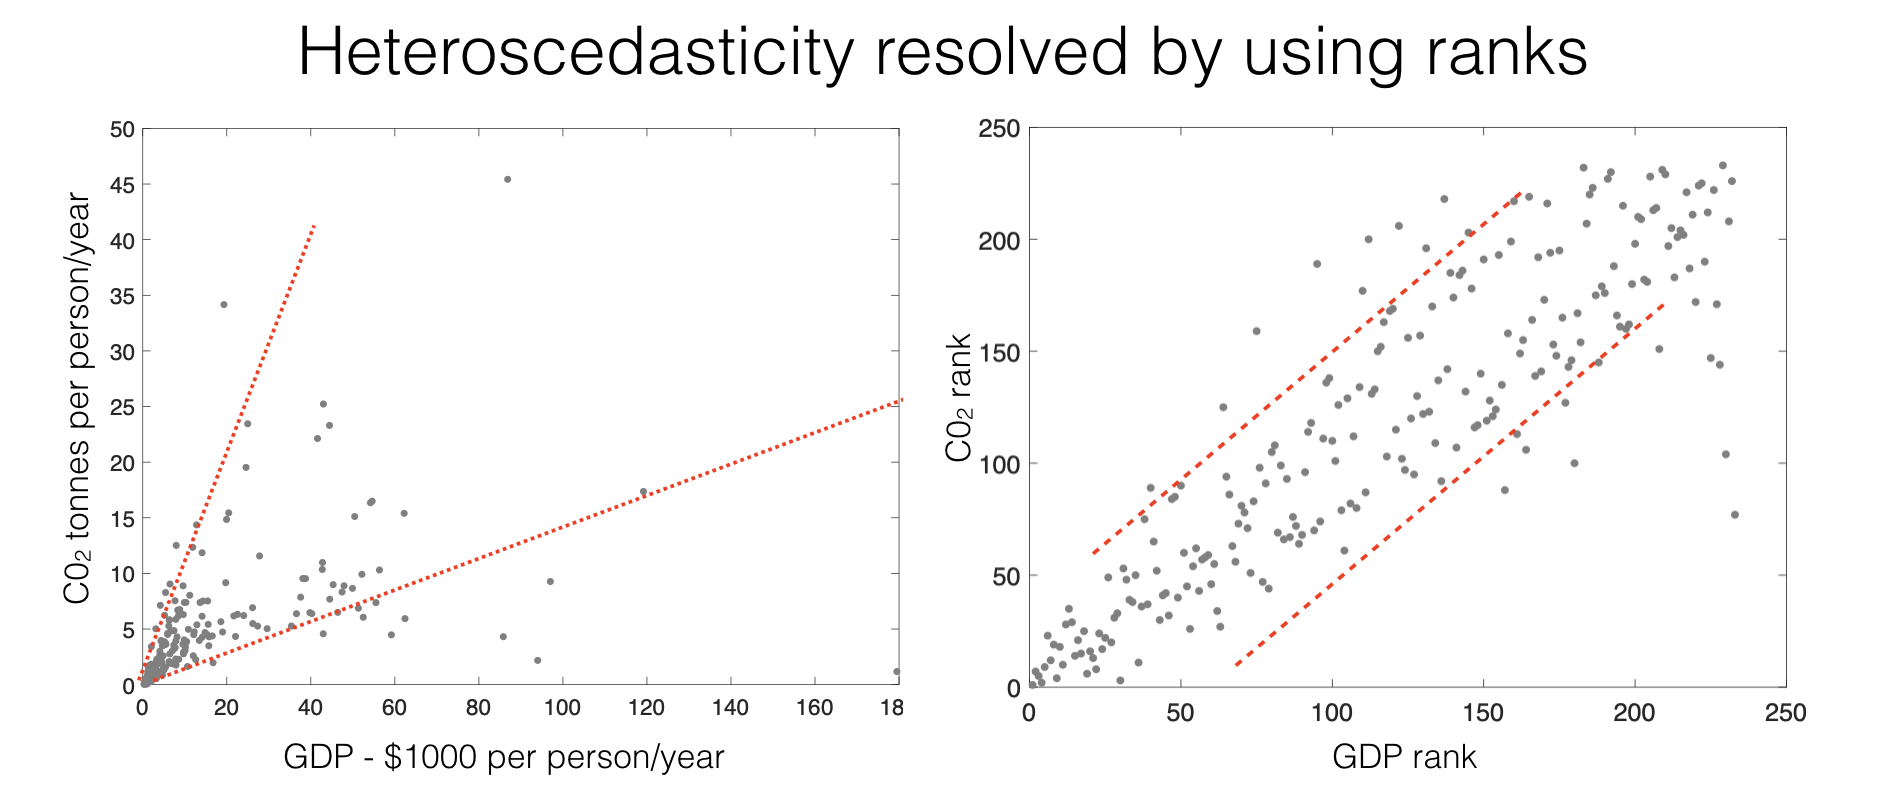 Heteroscedasticity resolved by using ranks
50
45
40
35
30
25
20
15
10
5
0
0 20 40 60 80 100 120 140 160 18
C0₂ tonnes per person/year
GDP - $1000 per person/year
250
200
150
100
50
0
0 50 100 150 200 250
C0₂ rank
GDP rank